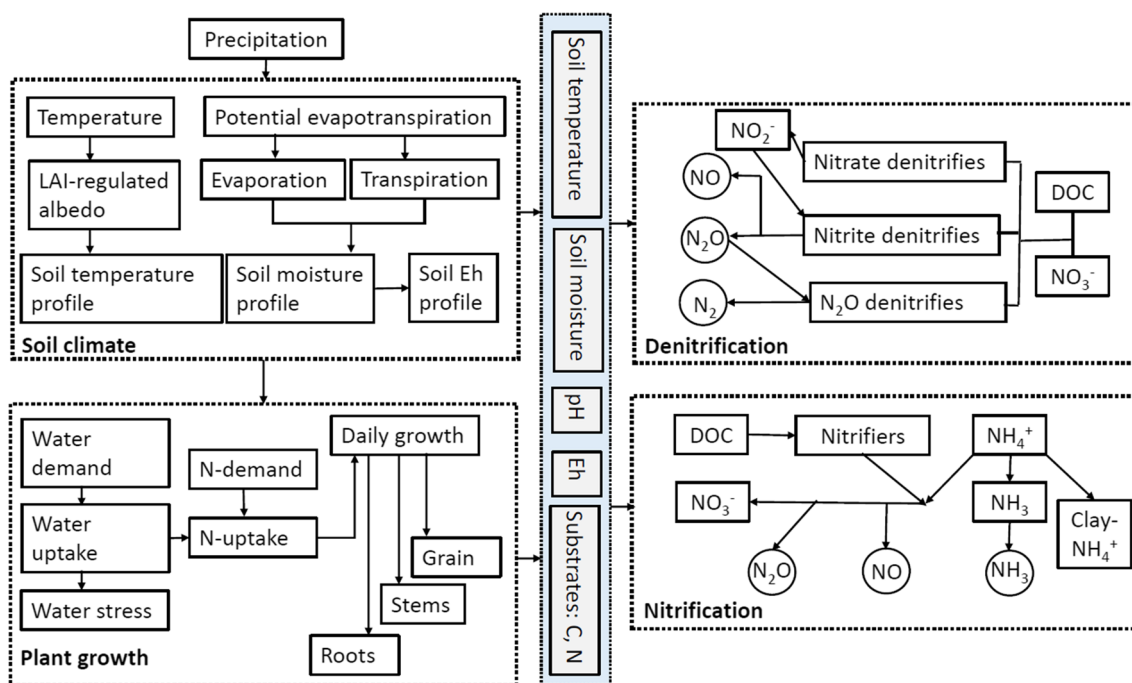 Precipitation
Temperature
Potential evapotranspiration
LAI-regulated
albedo
Evaporation
Transpiration
Soil temperature
profile
Soil moisture
profile
Soil Eh
profile
Soil climate
Water
demand
Water
uptake
Water stress
N-demand
N-uptake
Daily growth
Grain
Stems
Roots
Plant growth
Soil temperature
Soil moisture
pH
Eh
Substrates: C, N
NO₂⁻
Nitrate denitrifies
NO
DOC
N₂O
Nitrite denitrifies
NO₃⁻
N₂
N₂O denitrifies
Denitrification
DOC
Nitrifiers
NH₄⁺
NO₃⁻
NH₃
Clay-
NH₄⁺
N₂O
NO
NH₃
Nitrification